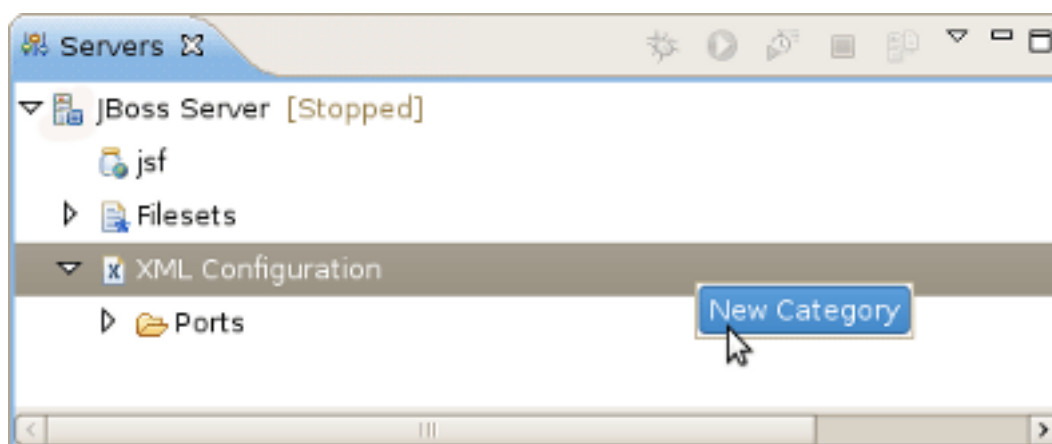 Servers
JBoss Server [Stopped]
jsf
Filesets
XML Configuration
New Category
Ports